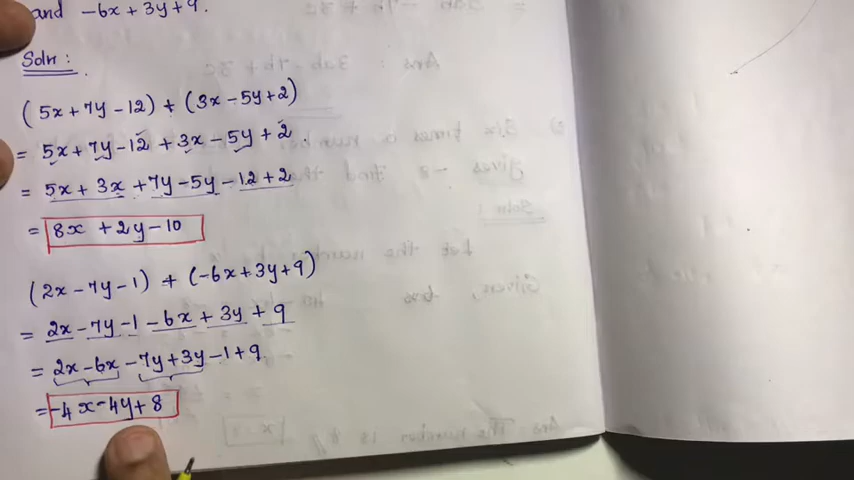 and -6x + 3y + 9.
Soln :
(5x + 7y - 12) + (3x - 5y + 2)
= 5x + 7y - 12 + 3x - 5y + 2
= 5x + 3x + 7y - 5y - 12 + 2
= 8x + 2y - 10
(2x - 7y - 1) + (-6x + 3y + 9)
= 2x - 7y - 1 - 6x + 3y + 9
= 2x - 6x - 7y + 3y - 1 + 9
= -4x - 4y + 8